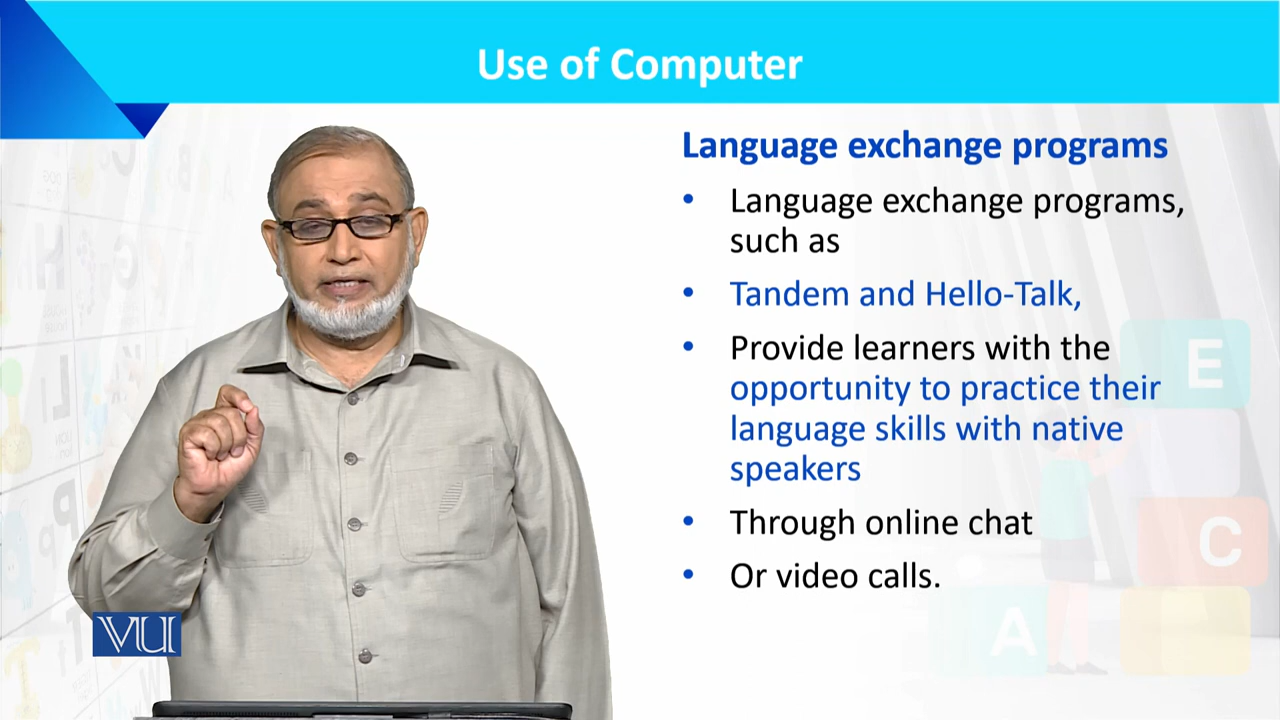 Use of Computer
Language exchange programs
• Language exchange programs,
such as
• Tandem and Hello-Talk,
• Provide learners with the
opportunity to practice their
language skills with native
speakers
• Through online chat
• Or video calls.
E
C
A
VU